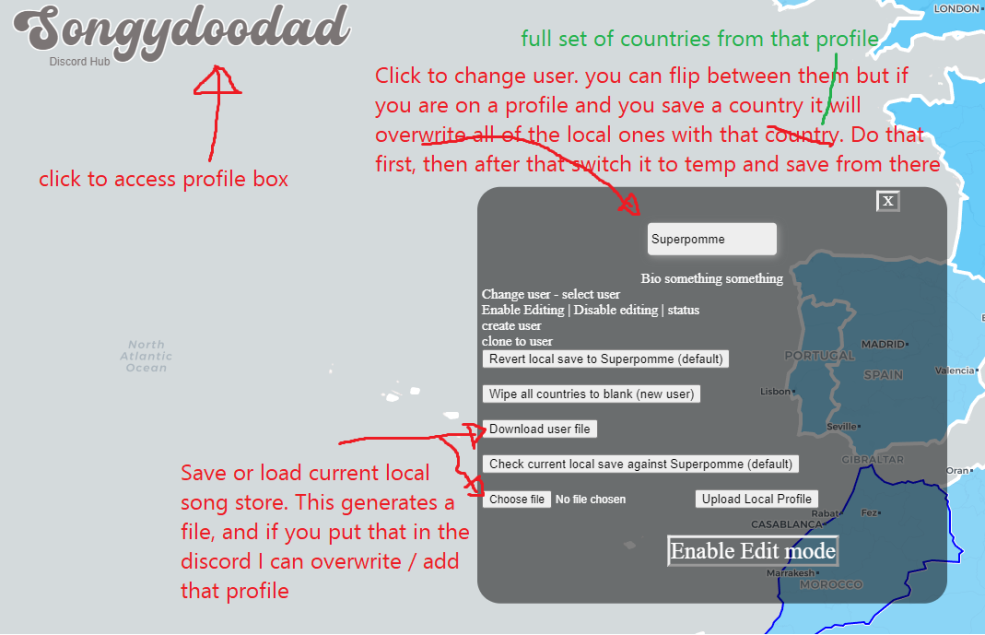 Songydoodad
Discord Hub
LONDON
full set of countries from that profile
Click to change user. you can flip between them but if
you are on a profile and you save a country it will
overwrite all of the local ones with that country. Do that
first, then after that switch it to temp and save from there
click to access profile box
X
Superpomme
Bio something something
Change user - select user
Enable Editing | Disable editing | status
create user
clone to user
Revert local save to Superpomme (default)
Wipe all countries to blank (new user)
Download user file
Check current local save against Superpomme (default)
Choose file No file chosen
Upload Local Profile
Enable Edit mode
Save or load current local
song store. This generates a
file, and if you put that in the
discord I can overwrite / add
that profile
North
Atlantic
Ocean
MADRID
PORTUGAL
SPAIN
Valencia
Lisbon
Seville
GIBRALTAR
Oran
Rabat
Fez
CASABLANCA
Marrakesh
MOROCCO